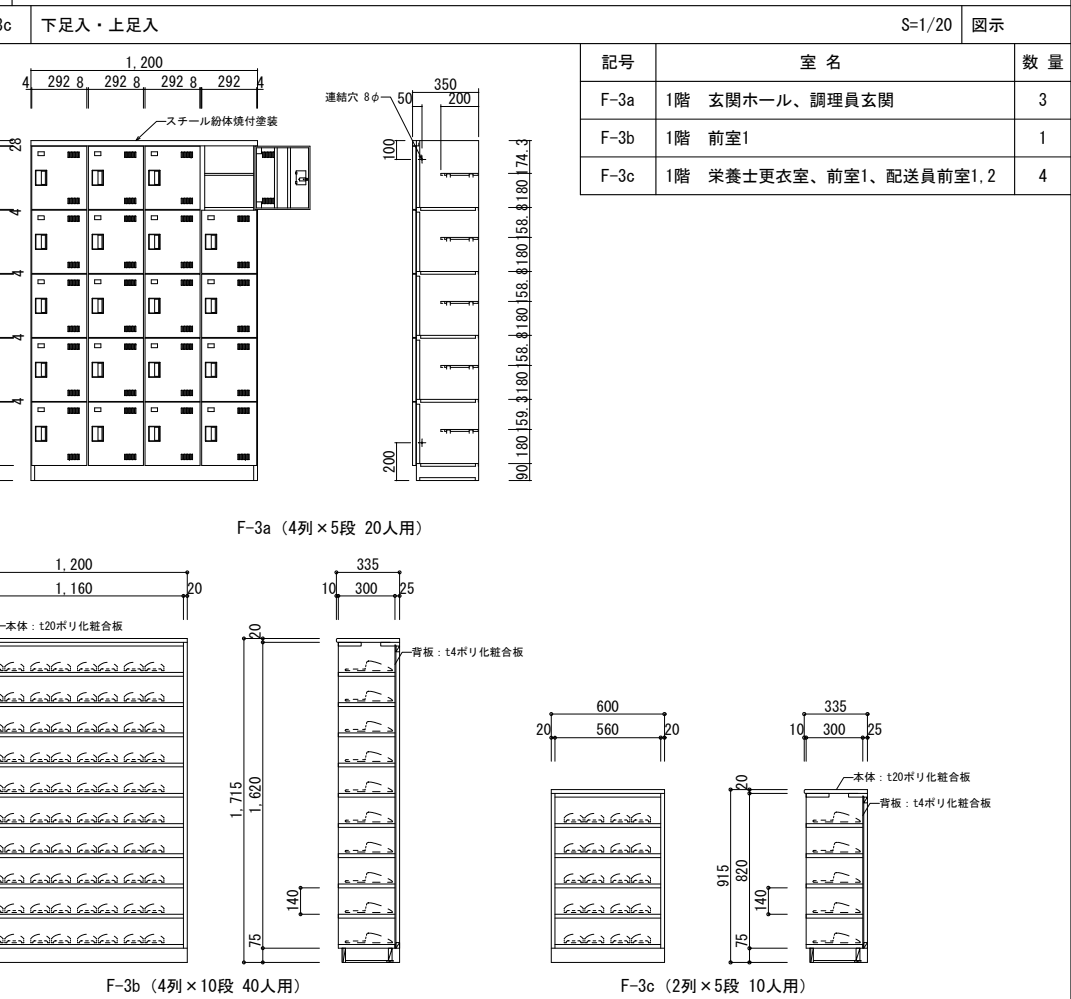 3c 下足入・上足入 S=1/20 図示
記号 室名 数量
F-3a 1階 玄関ホール、調理員玄関 3
F-3b 1階 前室1 1
F-3c 1階 栄養士更衣室、前室1、配送員前室1,2 4
1,200
4 292 8 292 8 292 8 292 4
スチール紛体焼付塗装
28
4
4
4
4
350
連結穴 8φ 50 200
100
200
174.3
180
158.8
180
158.8
180
158.8
180
159.3
180
90
F-3a (4列×5段 20人用)
1,200
1,160 20
本体：t20ポリ化粧合板
335
10 300 25
背板：t4ポリ化粧合板
20
1,715
1,620
140
75
F-3b (4列×10段 40人用)
600
20 560 20
335
10 300 25
本体：t20ポリ化粧合板
背板：t4ポリ化粧合板
20
915
820
140
75
F-3c (2列×5段 10人用)